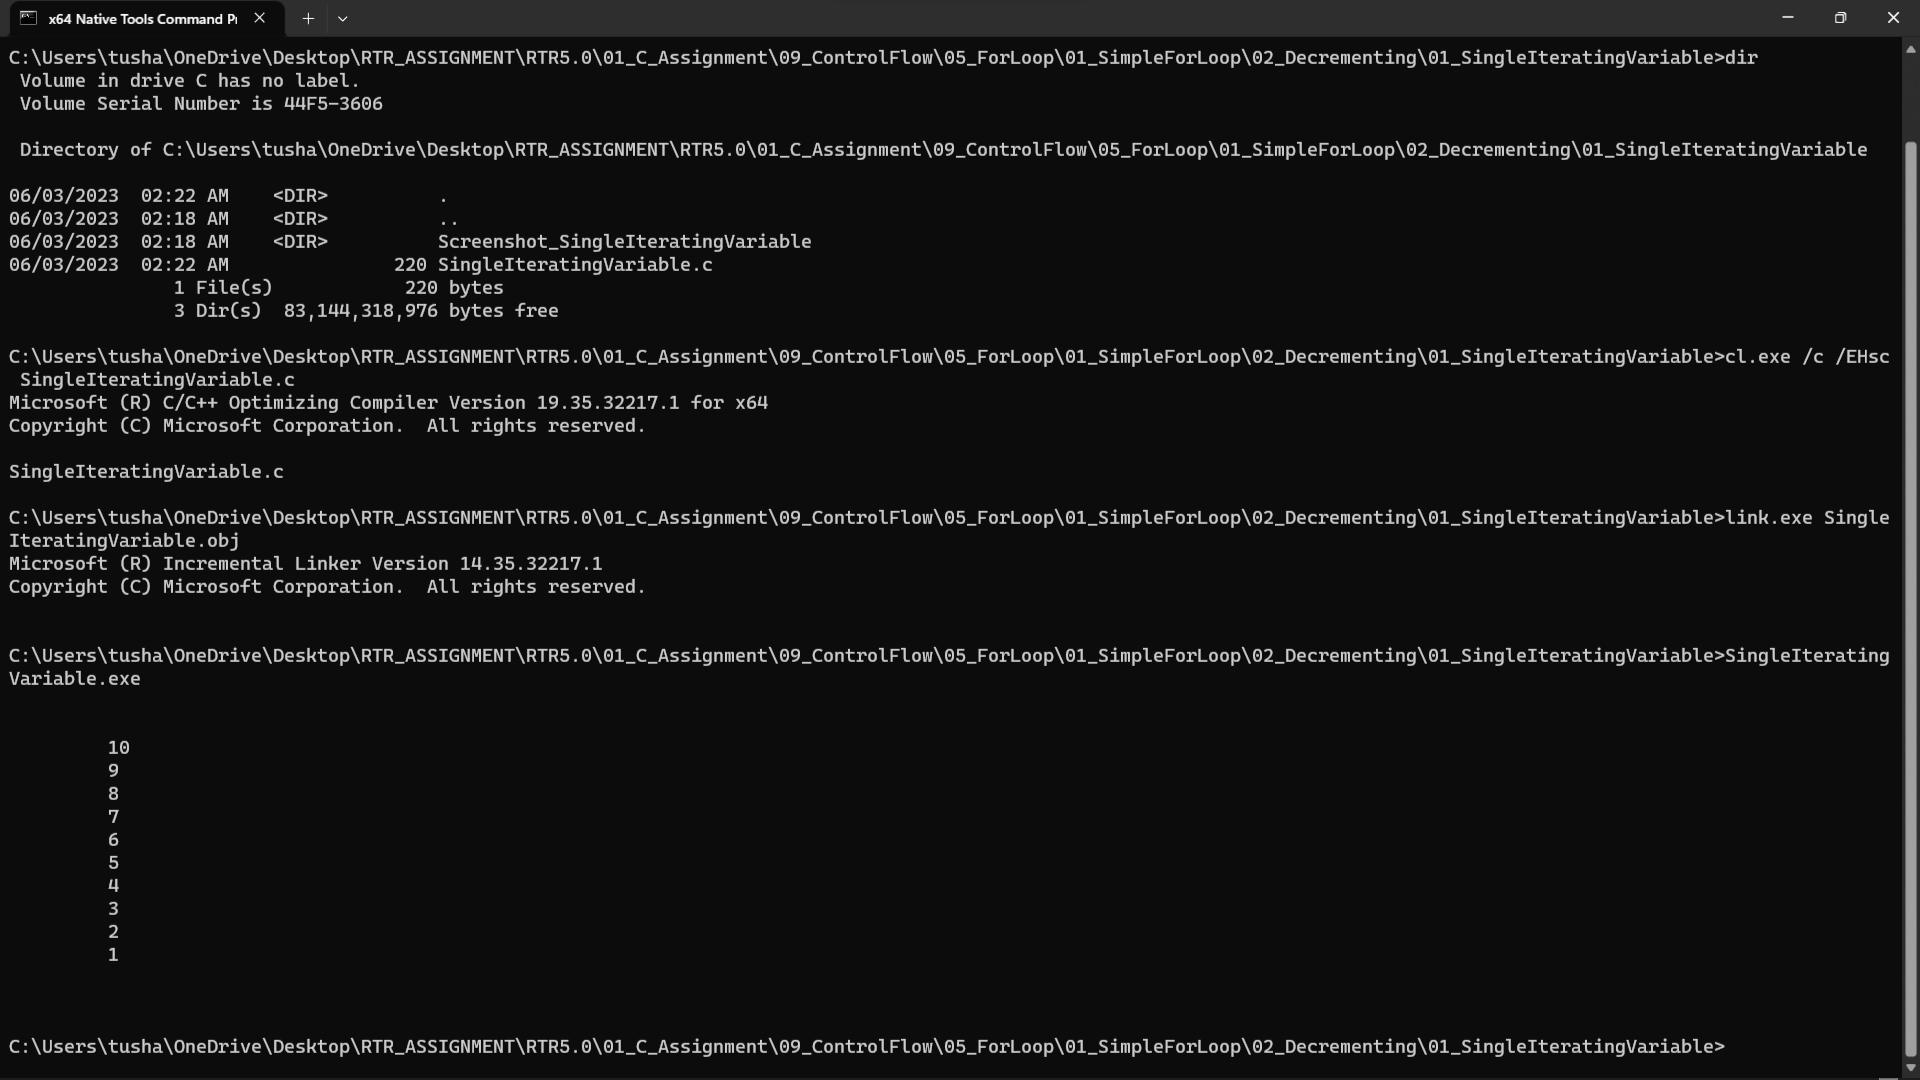 x64 Native Tools Command P
C:\Users\tusha\OneDrive\Desktop\RTR_ASSIGNMENT\RTR5.0\01_C_Assignment\09_ControlFlow\05_ForLoop\01_SimpleForLoop\02_Decrementing\01_SingleIteratingVariable>dir
Volume in drive C has no label.
Volume Serial Number is 44F5-3606
Directory of C:\Users\tusha\OneDrive\Desktop\RTR_ASSIGNMENT\RTR5.0\01_C_Assignment\09_ControlFlow\05_ForLoop\01_SimpleForLoop\02_Decrementing\01_SingleIteratingVariable
06/03/2023  02:22 AM    <DIR>          .
06/03/2023  02:18 AM    <DIR>          ..
06/03/2023  02:18 AM    <DIR>          Screenshot_SingleIteratingVariable
06/03/2023  02:22 AM               220 SingleIteratingVariable.c
1 File(s)            220 bytes
3 Dir(s)  83,144,318,976 bytes free
C:\Users\tusha\OneDrive\Desktop\RTR_ASSIGNMENT\RTR5.0\01_C_Assignment\09_ControlFlow\05_ForLoop\01_SimpleForLoop\02_Decrementing\01_SingleIteratingVariable>cl.exe /c /EHsc
SingleIteratingVariable.c
Microsoft (R) C/C++ Optimizing Compiler Version 19.35.32217.1 for x64
Copyright (C) Microsoft Corporation.  All rights reserved.
SingleIteratingVariable.c
C:\Users\tusha\OneDrive\Desktop\RTR_ASSIGNMENT\RTR5.0\01_C_Assignment\09_ControlFlow\05_ForLoop\01_SimpleForLoop\02_Decrementing\01_SingleIteratingVariable>link.exe Single
IteratingVariable.obj
Microsoft (R) Incremental Linker Version 14.35.32217.1
Copyright (C) Microsoft Corporation.  All rights reserved.
C:\Users\tusha\OneDrive\Desktop\RTR_ASSIGNMENT\RTR5.0\01_C_Assignment\09_ControlFlow\05_ForLoop\01_SimpleForLoop\02_Decrementing\01_SingleIteratingVariable>SingleIterating
Variable.exe
10
9
8
7
6
5
4
3
2
1
C:\Users\tusha\OneDrive\Desktop\RTR_ASSIGNMENT\RTR5.0\01_C_Assignment\09_ControlFlow\05_ForLoop\01_SimpleForLoop\02_Decrementing\01_SingleIteratingVariable>